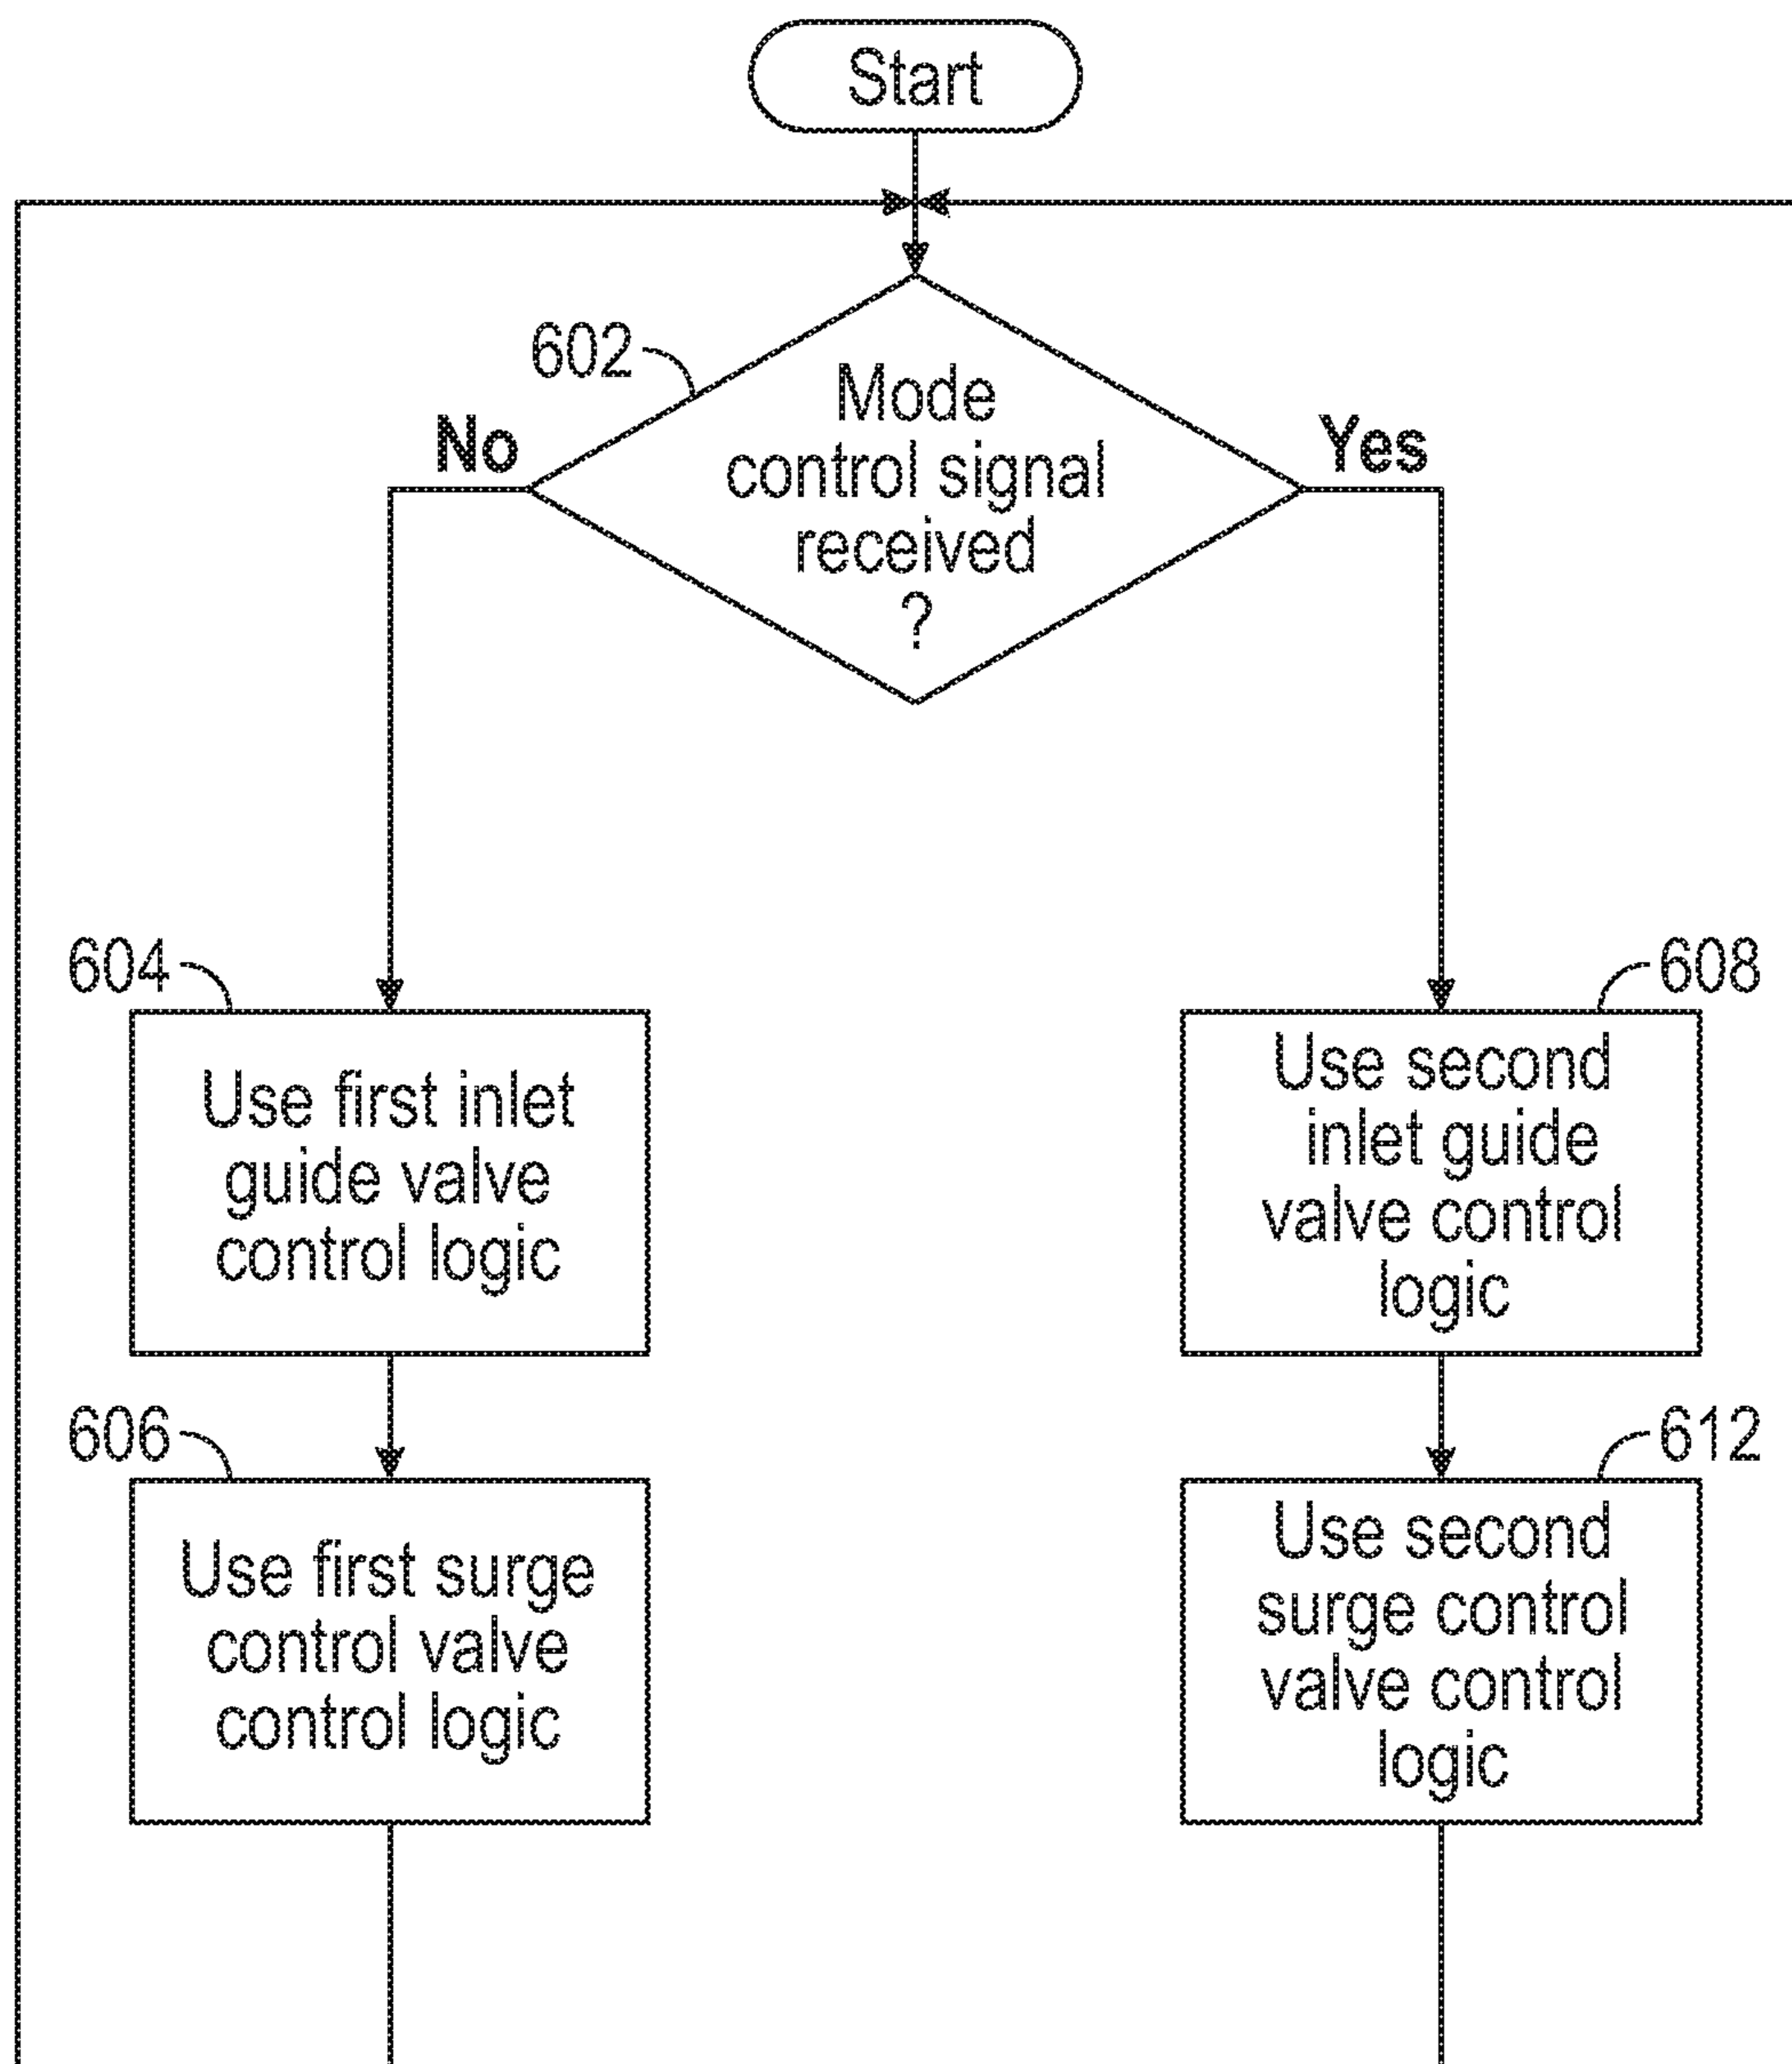 Start
602
Mode
control signal
received
?
No
Yes
604
Use first inlet
guide valve
control logic
608
Use second
inlet guide
valve control
logic
606
Use first surge
control valve
control logic
612
Use second
surge control
valve control
logic